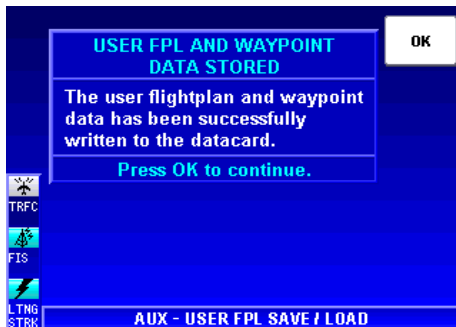 USER FPL AND WAYPOINT
DATA STORED
OK
The user flightplan and waypoint
data has been successfully
written to the datacard.
Press OK to continue.
TRFC
FIS
LTNG
STRK
AUX - USER FPL SAVE / LOAD